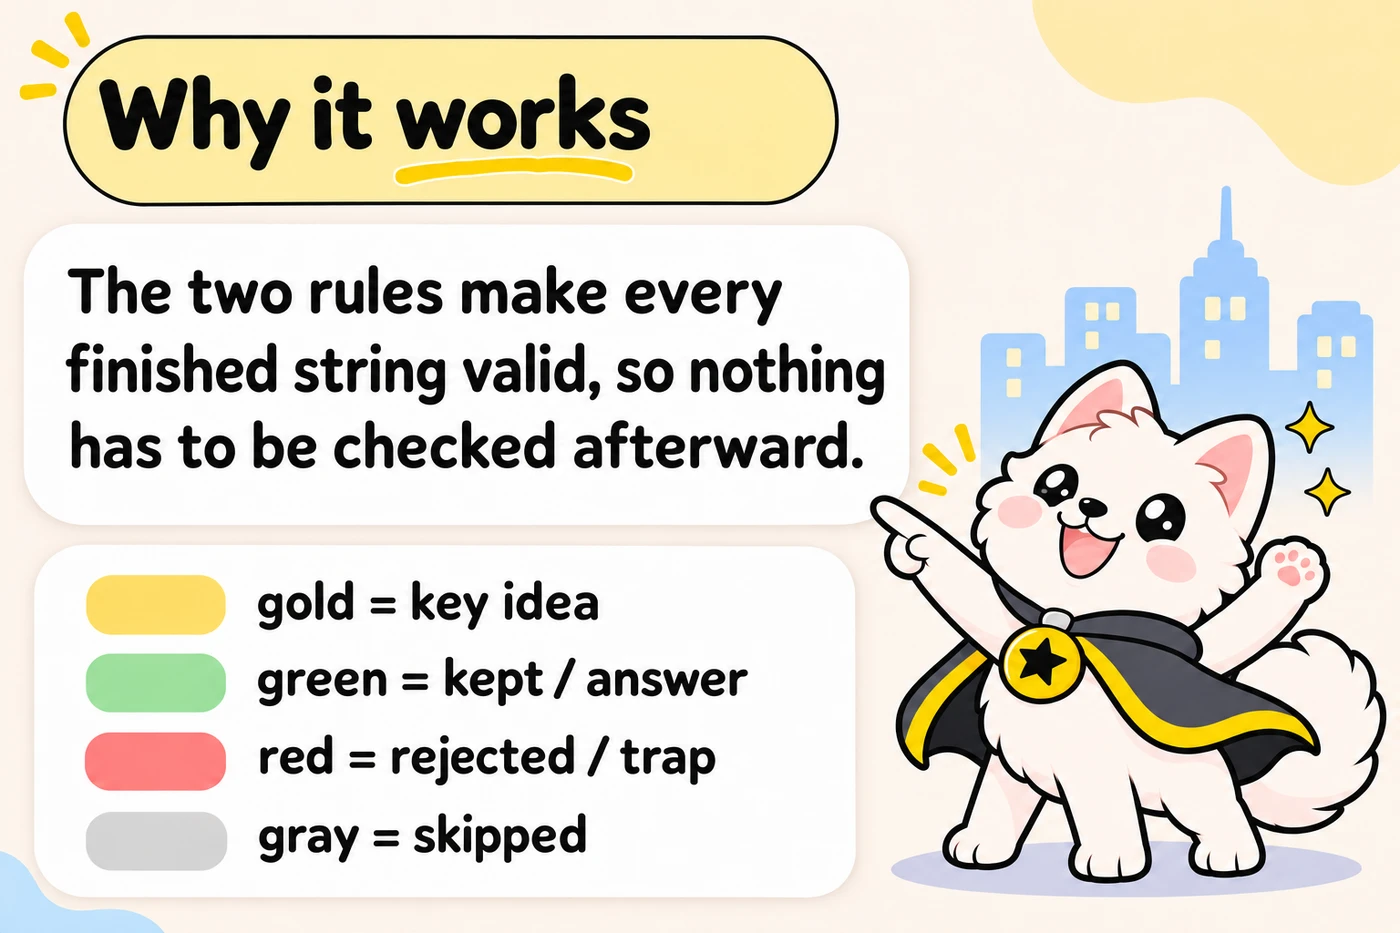 Why it works
The two rules make every
finished string valid, so nothing
has to be checked afterward.
gold = key idea
green = kept / answer
red = rejected / trap
gray = skipped